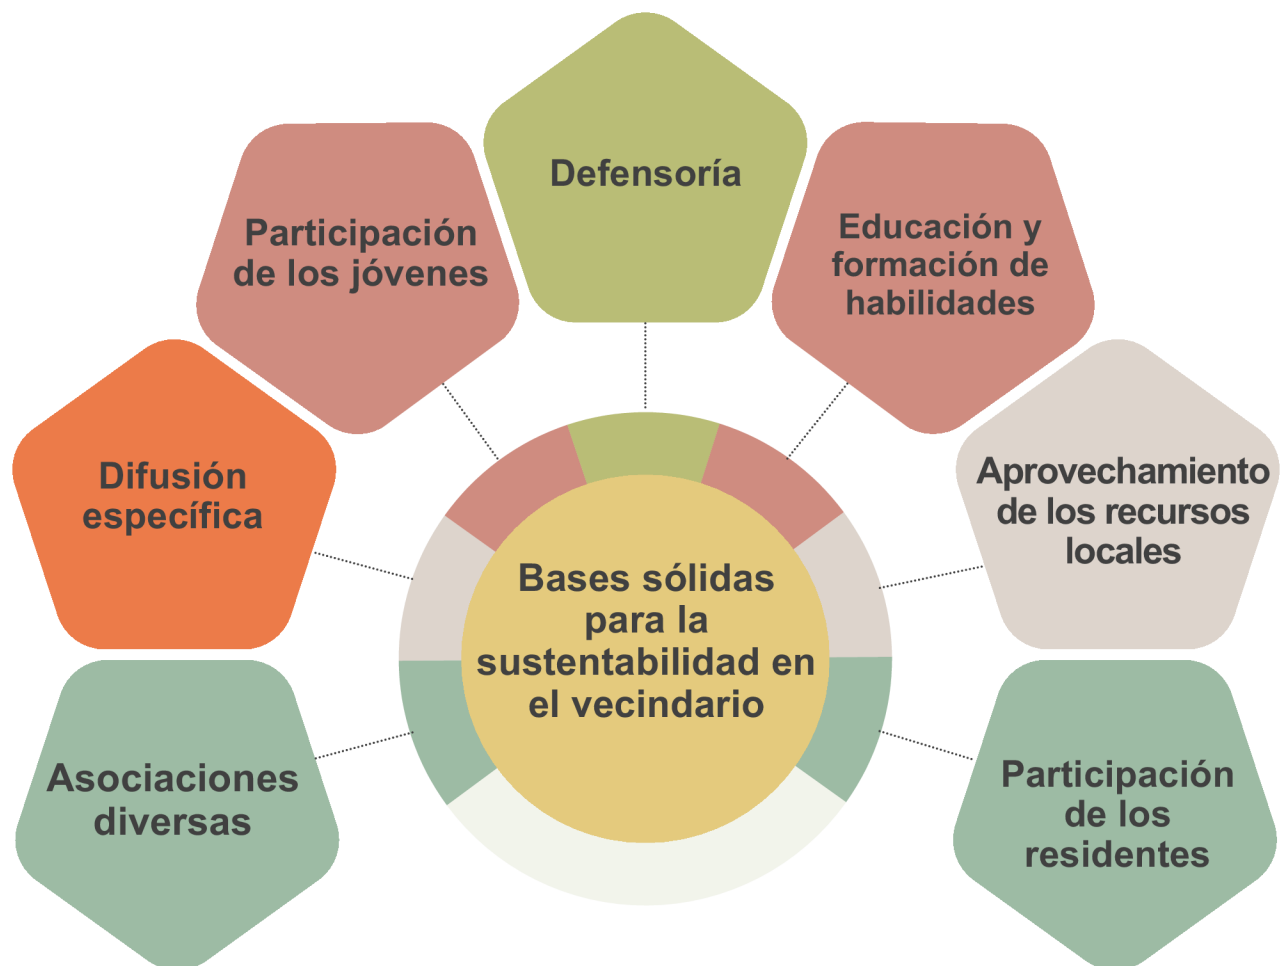 Defensoría
Participación
de los jóvenes
Educación y
formación de
habilidades
Difusión
específica
Aprovechamiento
de los recursos
locales
Bases sólidas
para la
sustentabilidad en
el vecindario
Asociaciones
diversas
Participación
de los
residentes